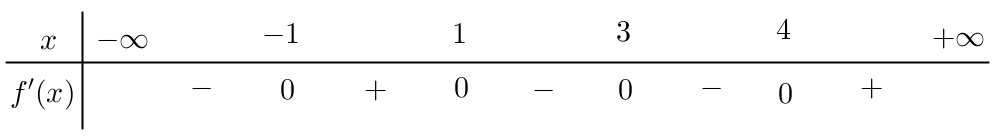 x −∞ −1 1 3 4 +∞
f′(x) − 0 + 0 − 0 − 0 +